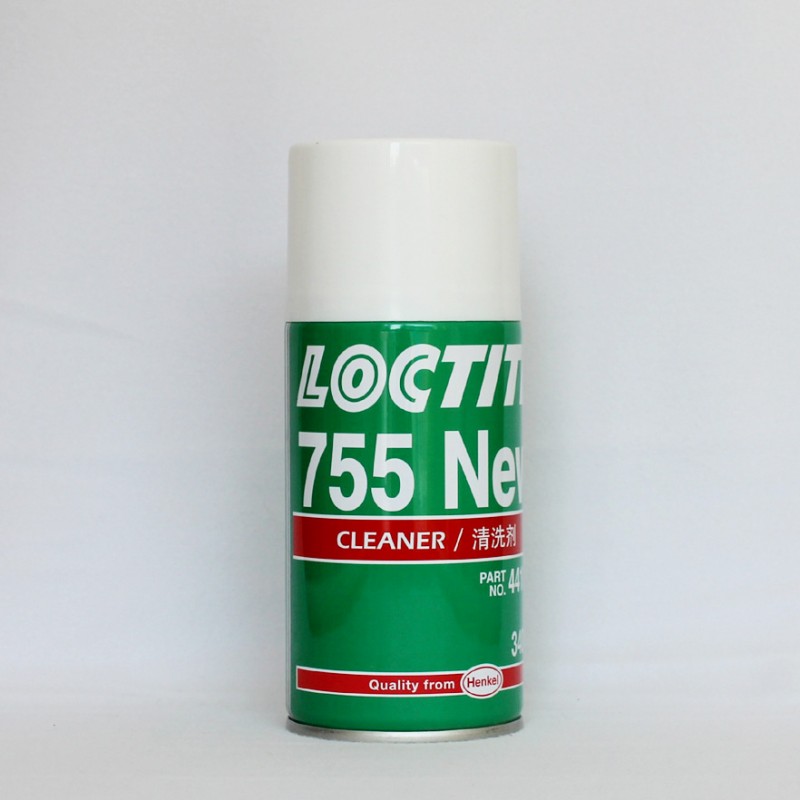 LOCTIT
755 Nev
CLEANER / 清洗剂
PART NO. 44
34
Quality from Henkel